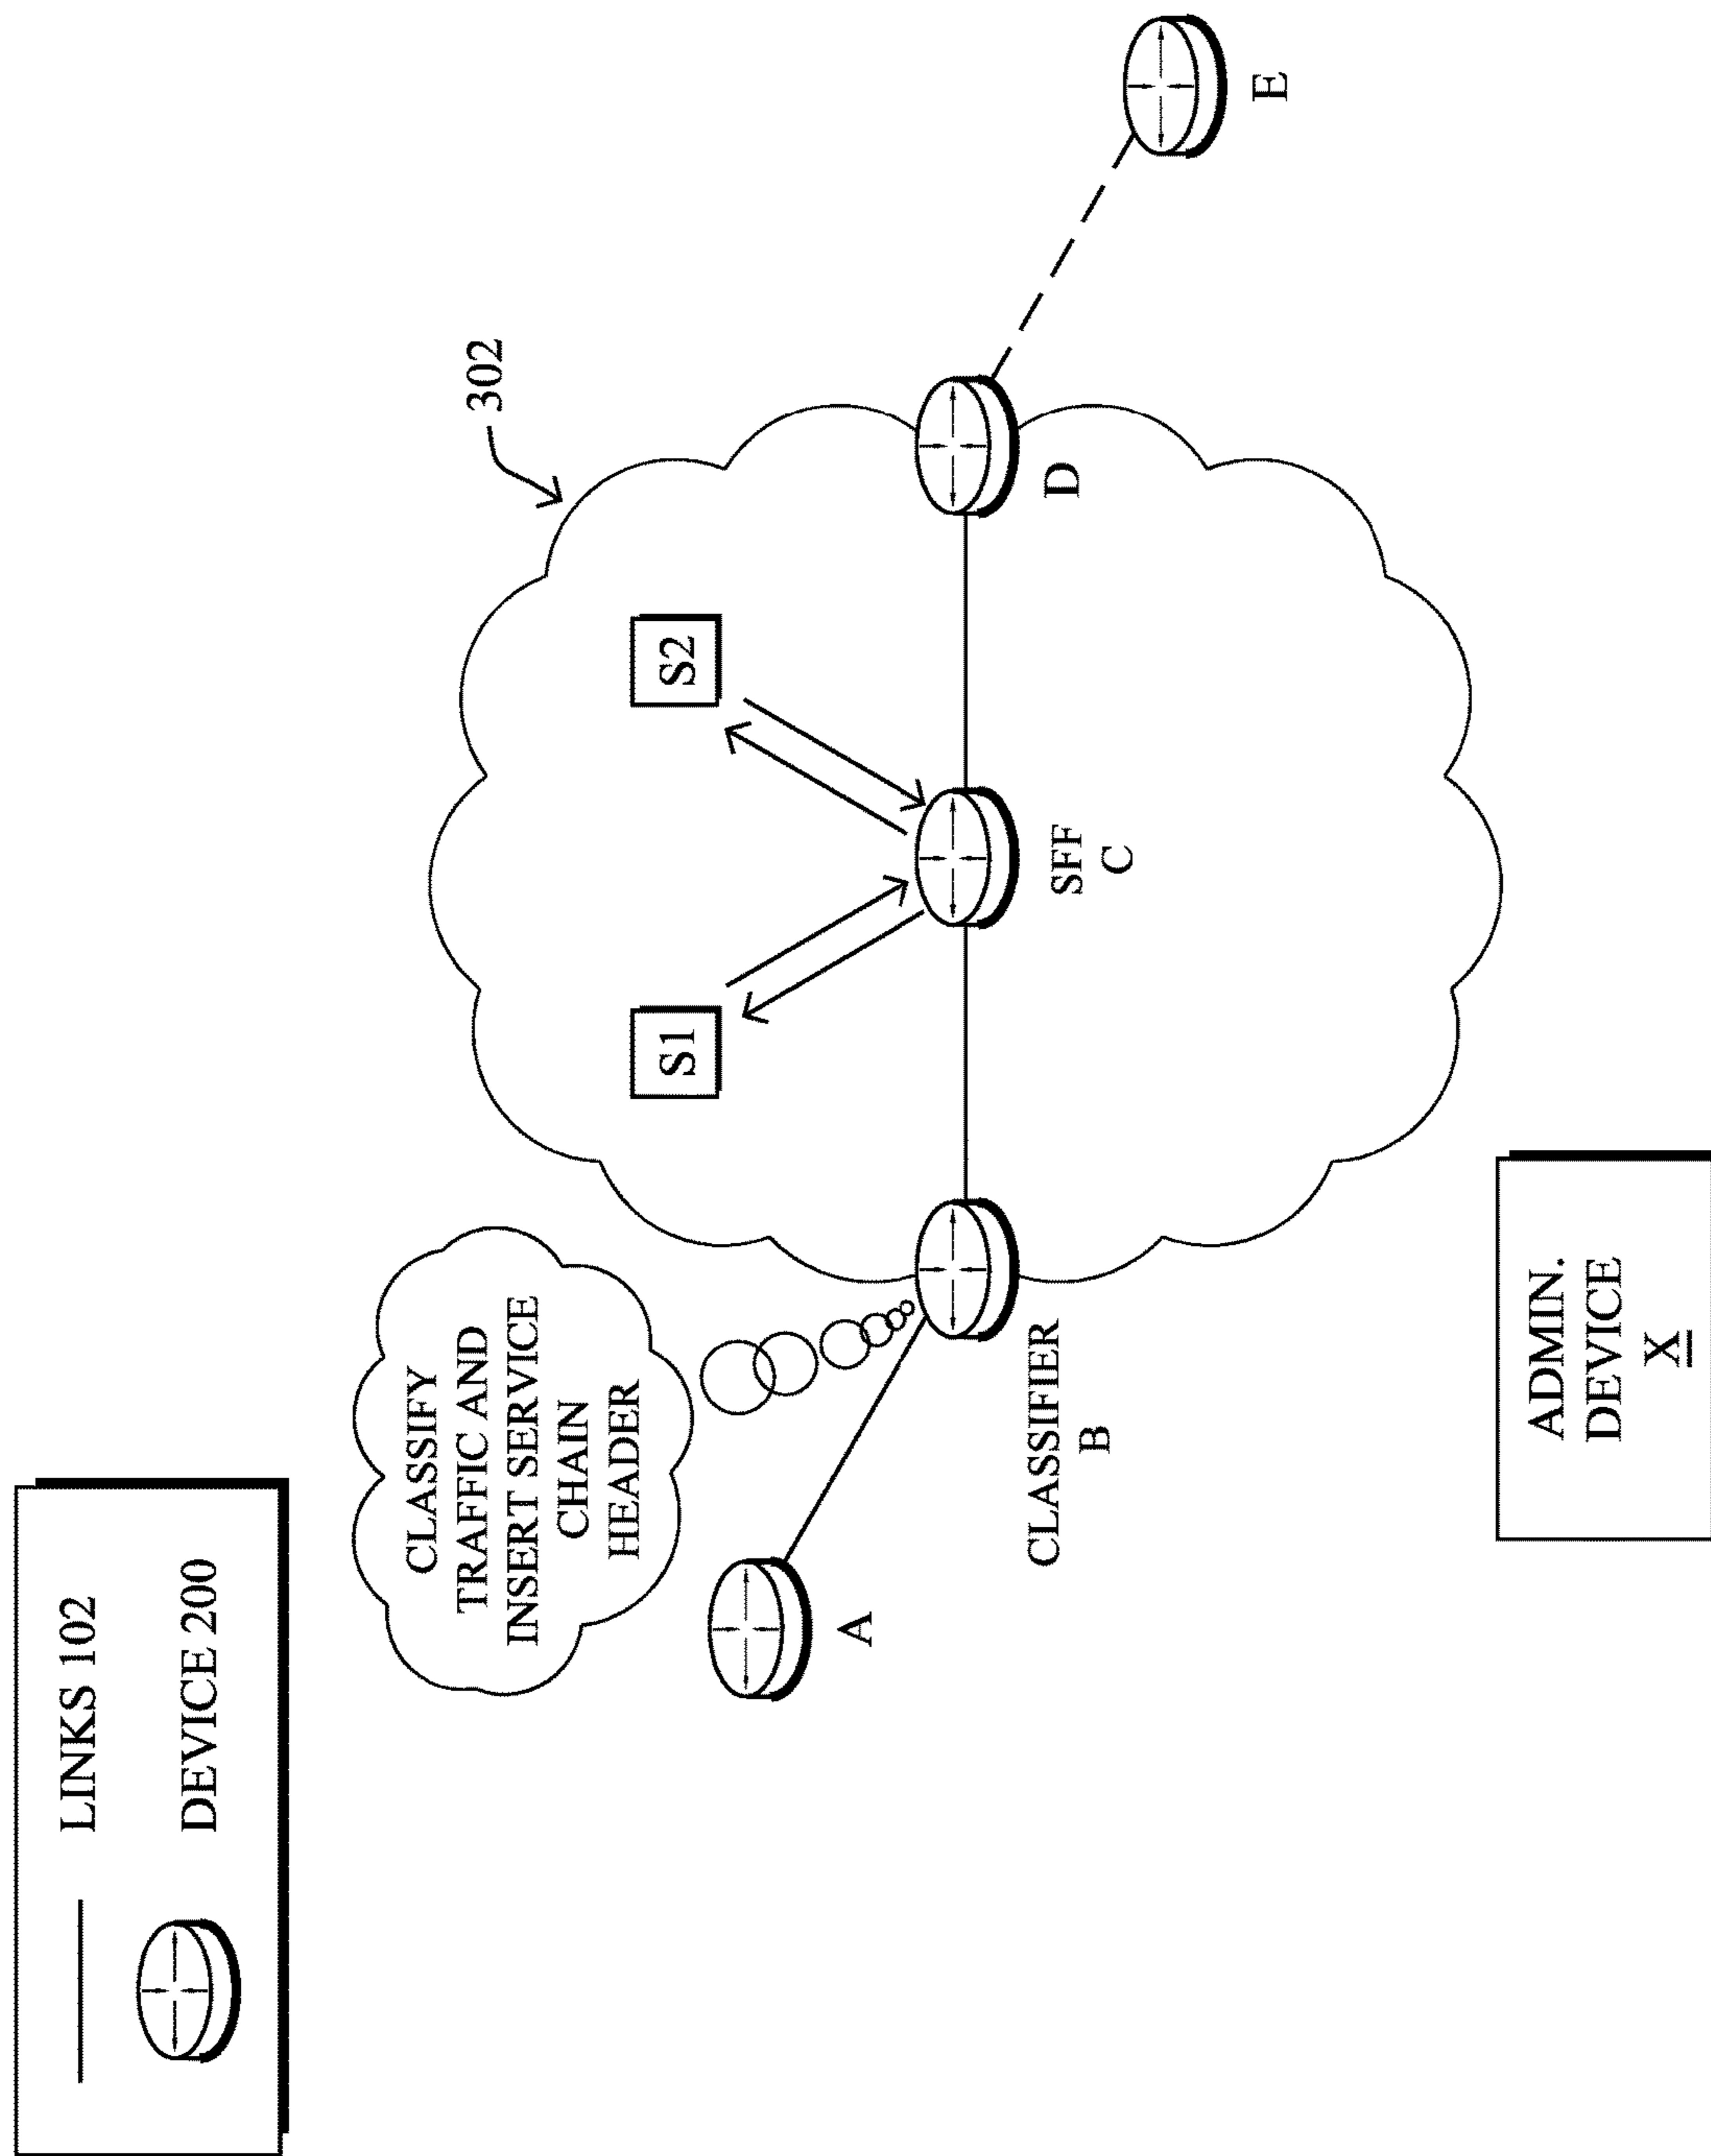 LINKS 102
DEVICE 200
CLASSIFY
TRAFFIC AND
INSERT SERVICE
CHAIN
HEADER
302
S1
S2
A
CLASSIFIER
B
SFF
C
D
E
ADMIN.
DEVICE
X